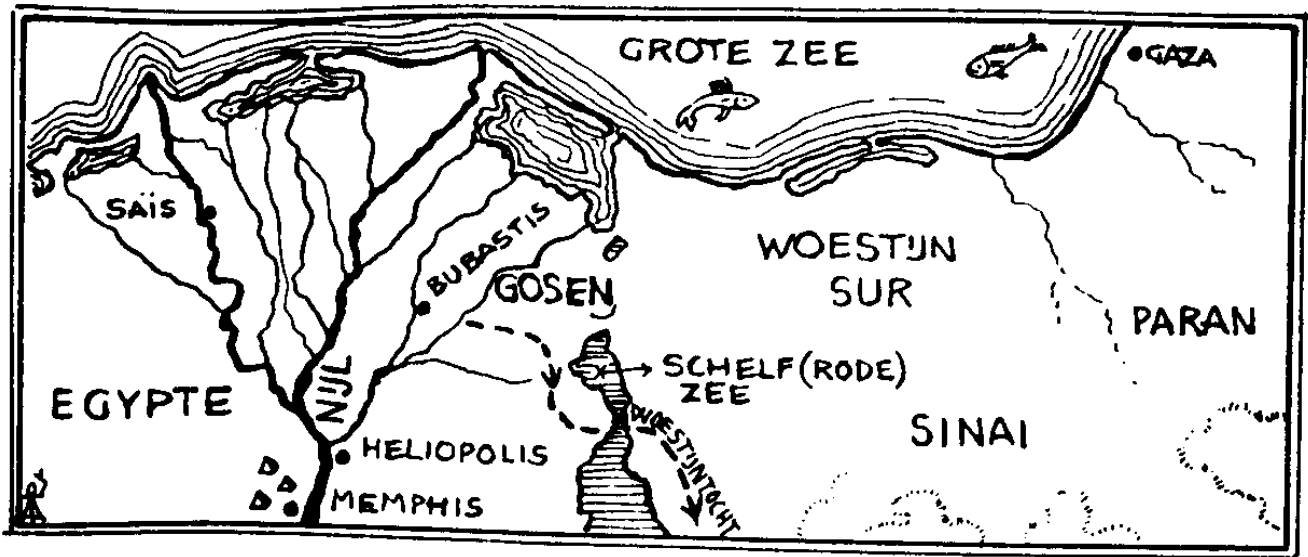 GROTE ZEE
GAZA
SAÏS
BUBASTIS
GOSEN
WOESTIJN
SUR
PARAN
SCHELF (RODE)
ZEE
EGYPTE
NIJL
SINAI
WOESTIJNTOCHT
HELIOPOLIS
MEMPHIS